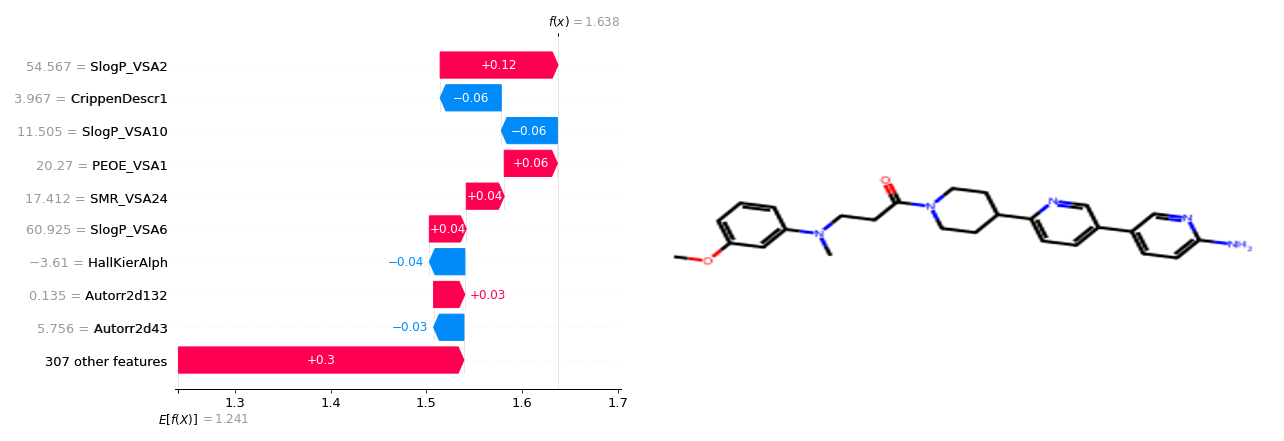 f(x) = 1.638
54.567 = SlogP_VSA2
+0.12
3.967 = CrippenDescr1
−0.06
11.505 = SlogP_VSA10
−0.06
20.27 = PEOE_VSA1
+0.06
17.412 = SMR_VSA24
+0.04
60.925 = SlogP_VSA6
+0.04
−3.61 = HallKierAlph
−0.04
0.135 = Autorr2d132
+0.03
5.756 = Autorr2d43
−0.03
307 other features
+0.3
1.3 1.4 1.5 1.6 1.7
E[f(X)] = 1.241
O
N
N
O
N
N
NH₂